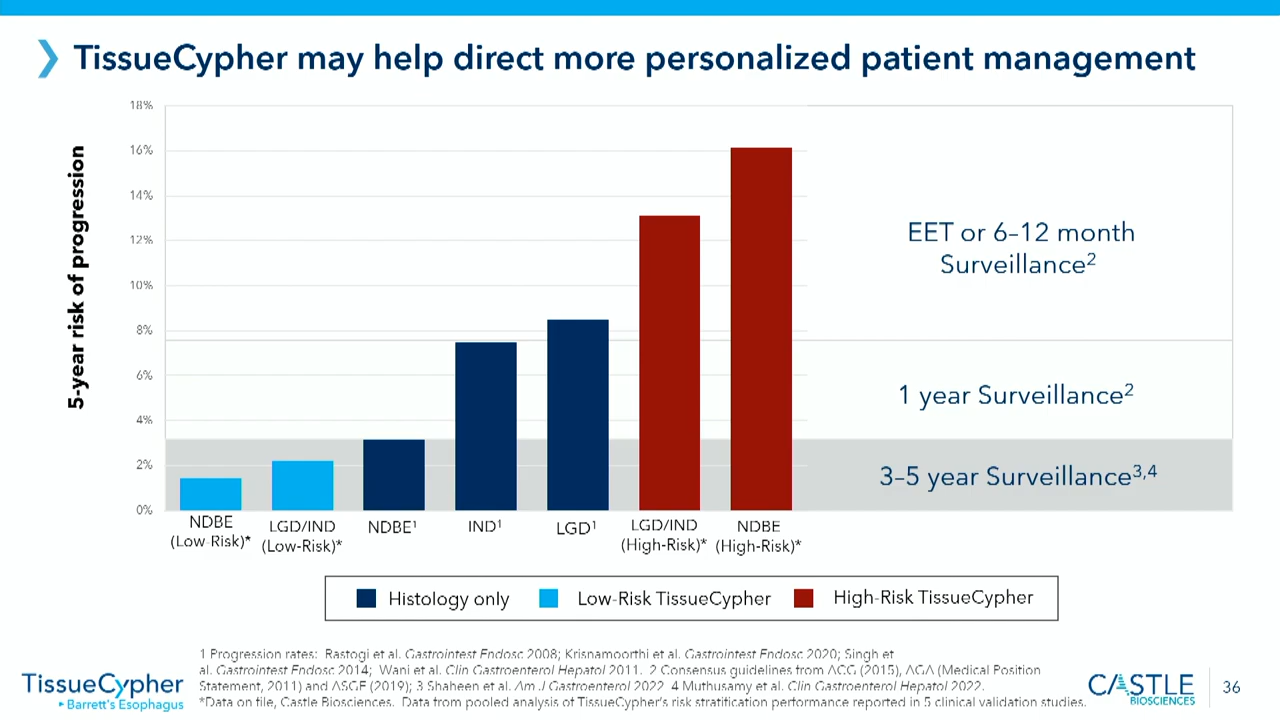 TissueCypher may help direct more personalized patient management
5-year risk of progression
18%
16%
14%
12%
10%
8%
6%
4%
2%
0%
EET or 6–12 month
Surveillance2
1 year Surveillance2
3–5 year Surveillance3,4
NDBE
(Low-Risk)*
LGD/IND
(Low-Risk)*
NDBE1
IND1
LGD1
LGD/IND
(High-Risk)*
NDBE
(High-Risk)*
Histology only
Low-Risk TissueCypher
High-Risk TissueCypher
1 Progression rates: Rastogi et al. Gastrointest Endosc 2008; Krisnamoorthi et al. Gastrointest Endosc 2020; Singh et
al. Gastrointest Endosc 2014; Wani et al. Clin Gastroenterol Hepatol 2011. 2 Consensus guidelines from ACG (2015), AGA (Medical Position
Statement, 2011) and ASGE (2019); 3 Shaheen et al. Am J Gastroenterol 2022 4 Muthusamy et al. Clin Gastroenterol Hepatol 2022.
*Data on file, Castle Biosciences. Data from pooled analysis of TissueCypher's risk stratification performance reported in 5 clinical validation studies.
TissueCypher
Barrett's Esophagus
CASTLE
BIOSCIENCES
36